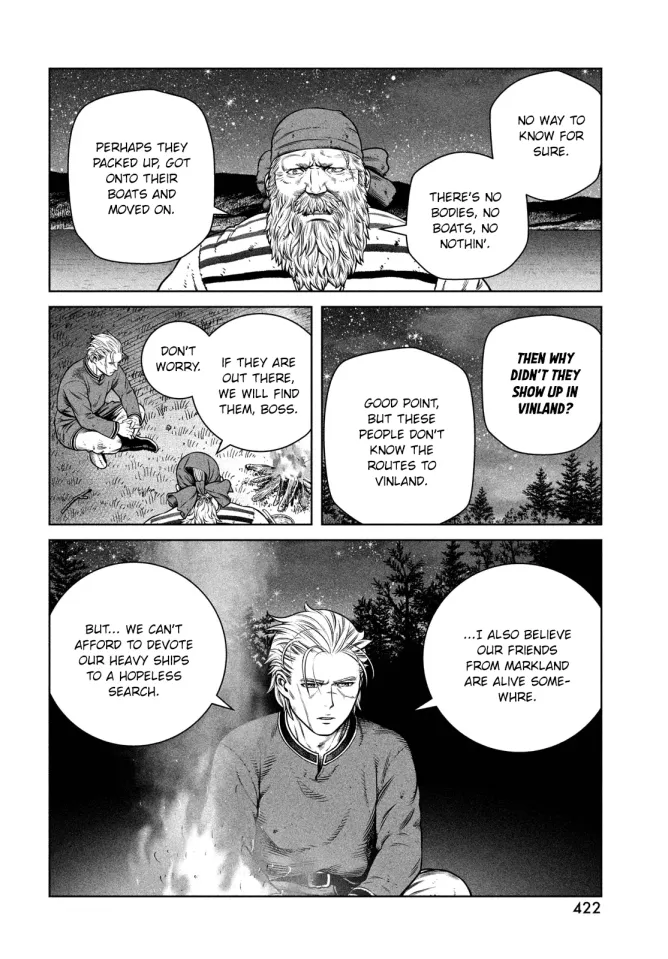 NO WAY TO
KNOW FOR
SURE.
THERE'S NO
BODIES, NO
BOATS, NO
NOTHIN'.
PERHAPS THEY
PACKED UP, GOT
ONTO THEIR
BOATS AND
MOVED ON.
THEN WHY
DIDN'T THEY
SHOW UP IN
VINLAND?
GOOD POINT,
BUT THESE
PEOPLE DON'T
KNOW THE
ROUTES TO
VINLAND.
DON'T
WORRY.
IF THEY ARE
OUT THERE,
WE WILL FIND
THEM, BOSS.
...I ALSO BELIEVE
OUR FRIENDS
FROM MARKLAND
ARE ALIVE SOME-
WHRE.
BUT... WE CAN'T
AFFORD TO DEVOTE
OUR HEAVY SHIPS
TO A HOPELESS
SEARCH.
422